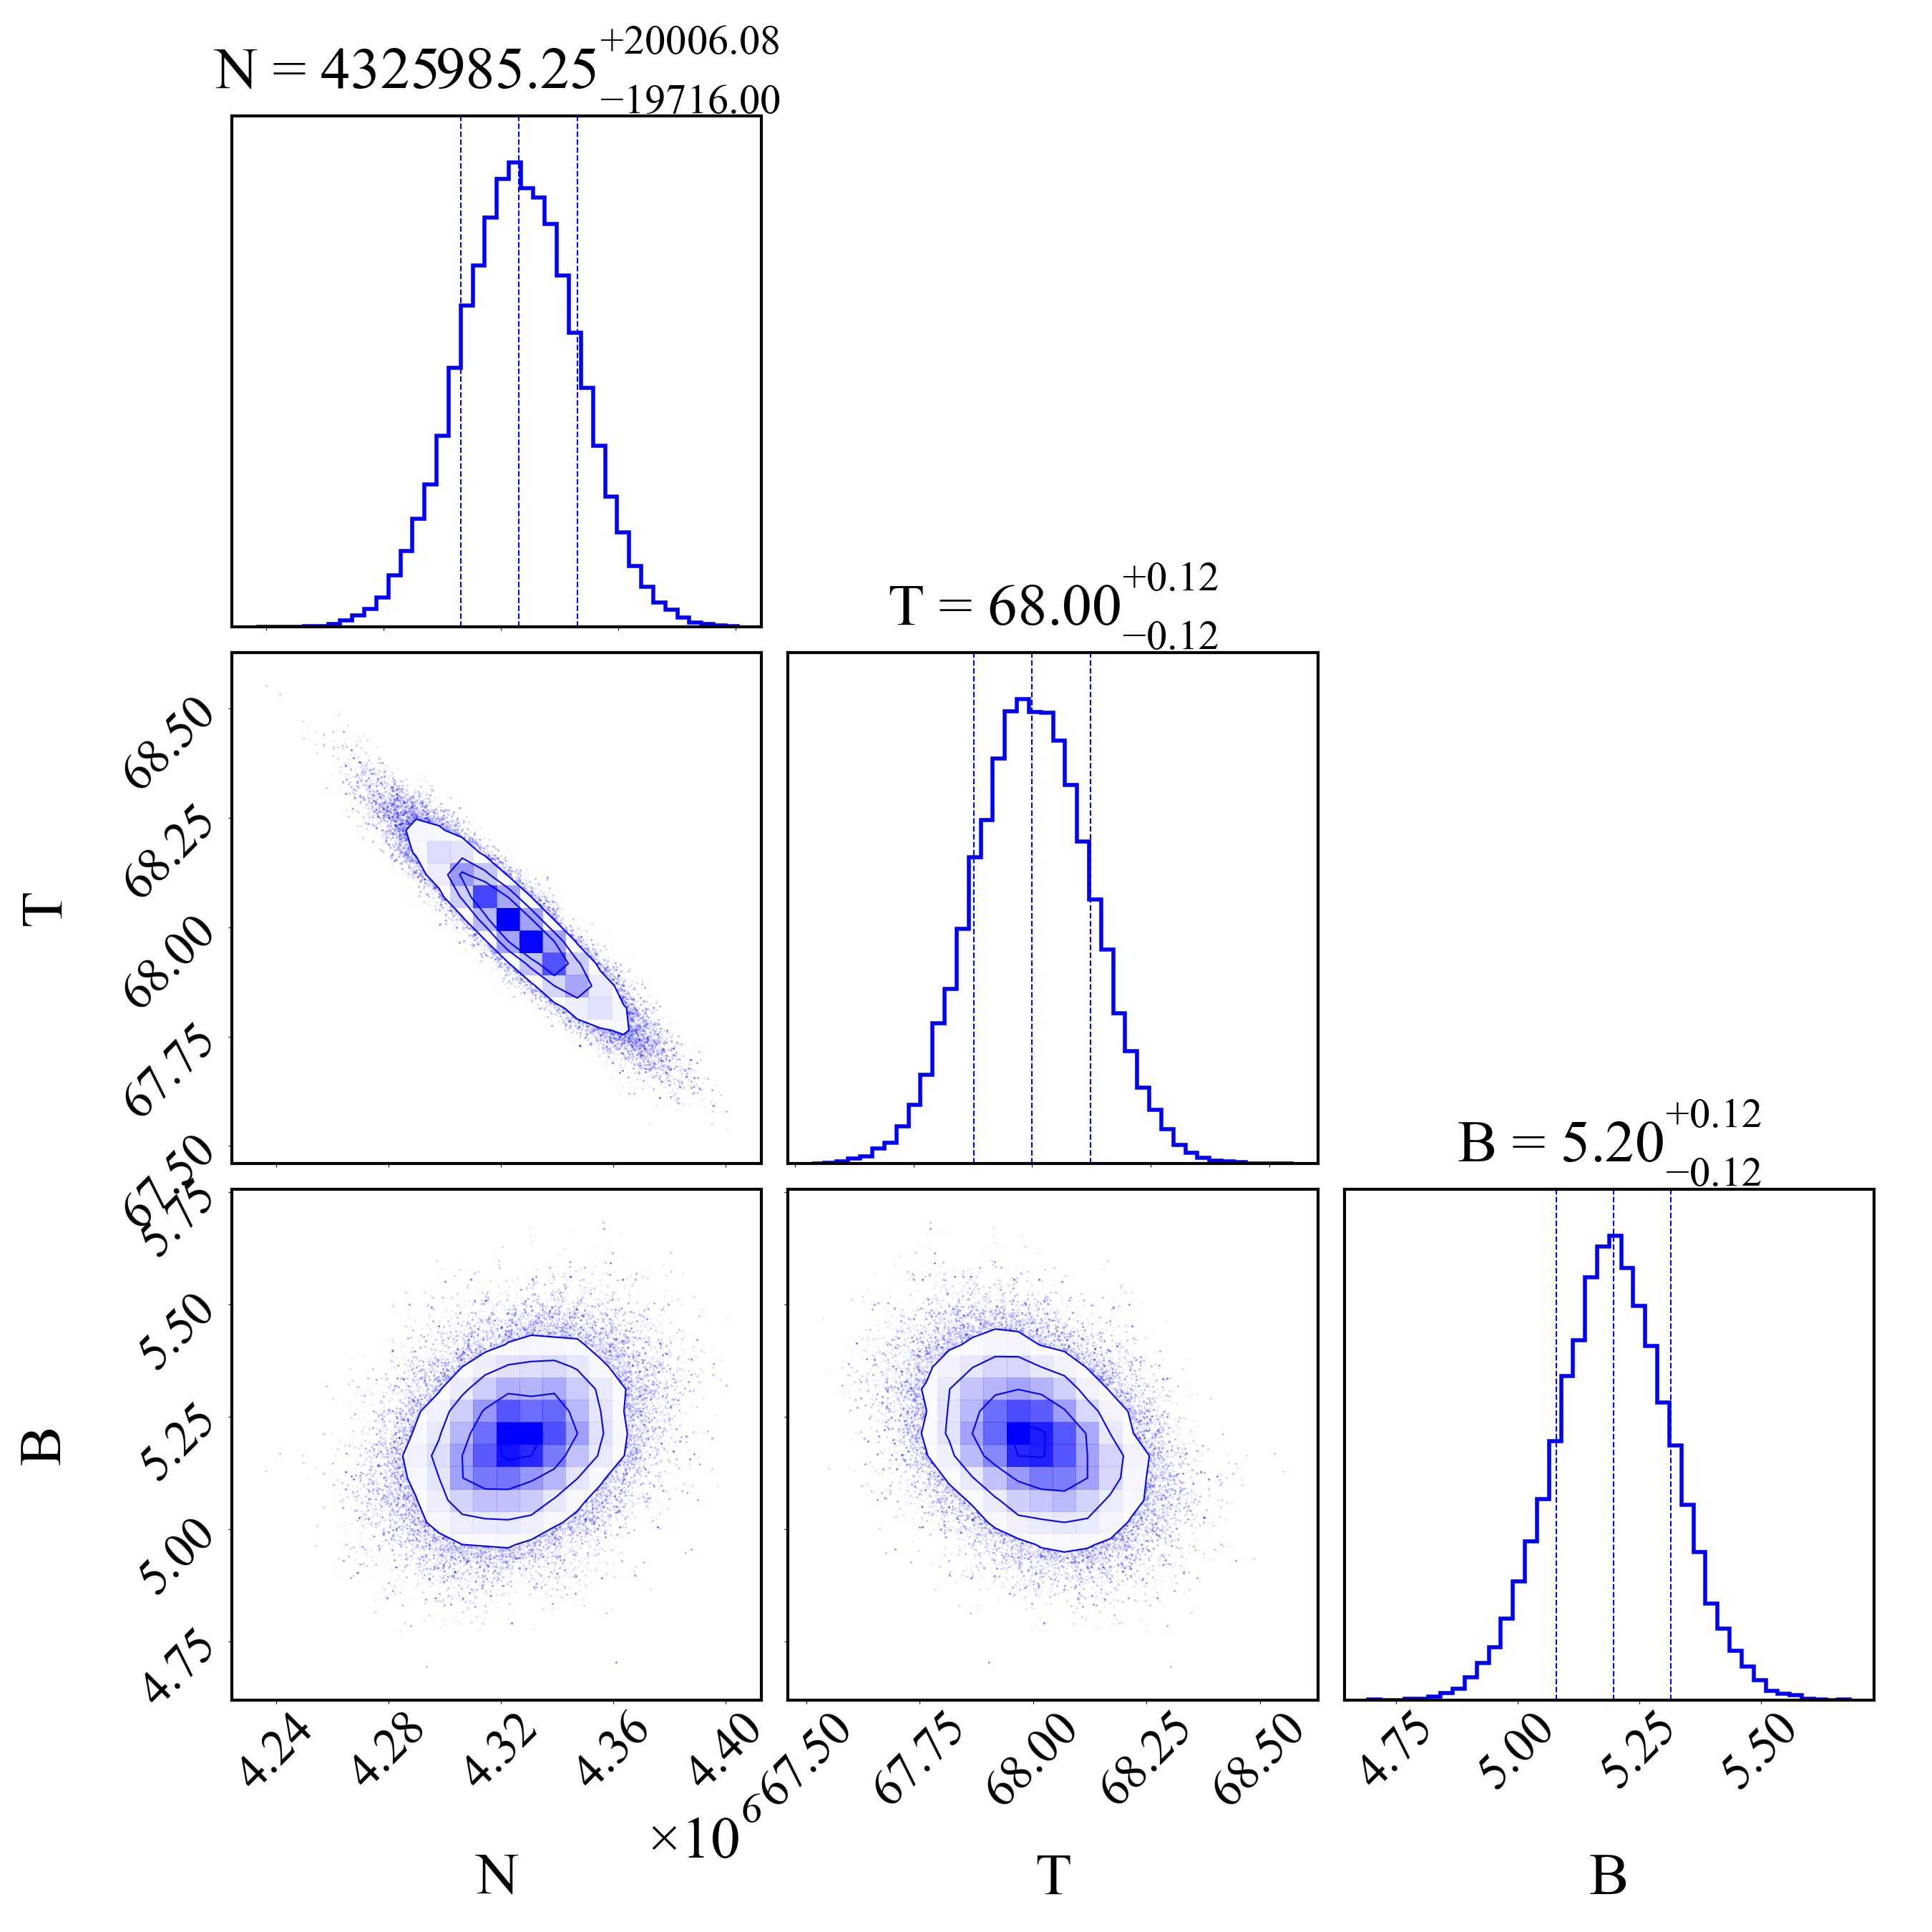 N = 4325985.25 +20006.08 −19716.00
T = 68.00 +0.12 −0.12
B = 5.20 +0.12 −0.12
T
68.50
68.25
68.00
67.75
67.50
B
5.75
5.50
5.25
5.00
4.75
4.24 4.28 4.32 4.36 4.40
×10⁶
N
67.50 67.75 68.00 68.25 68.50
T
4.75 5.00 5.25 5.50
B